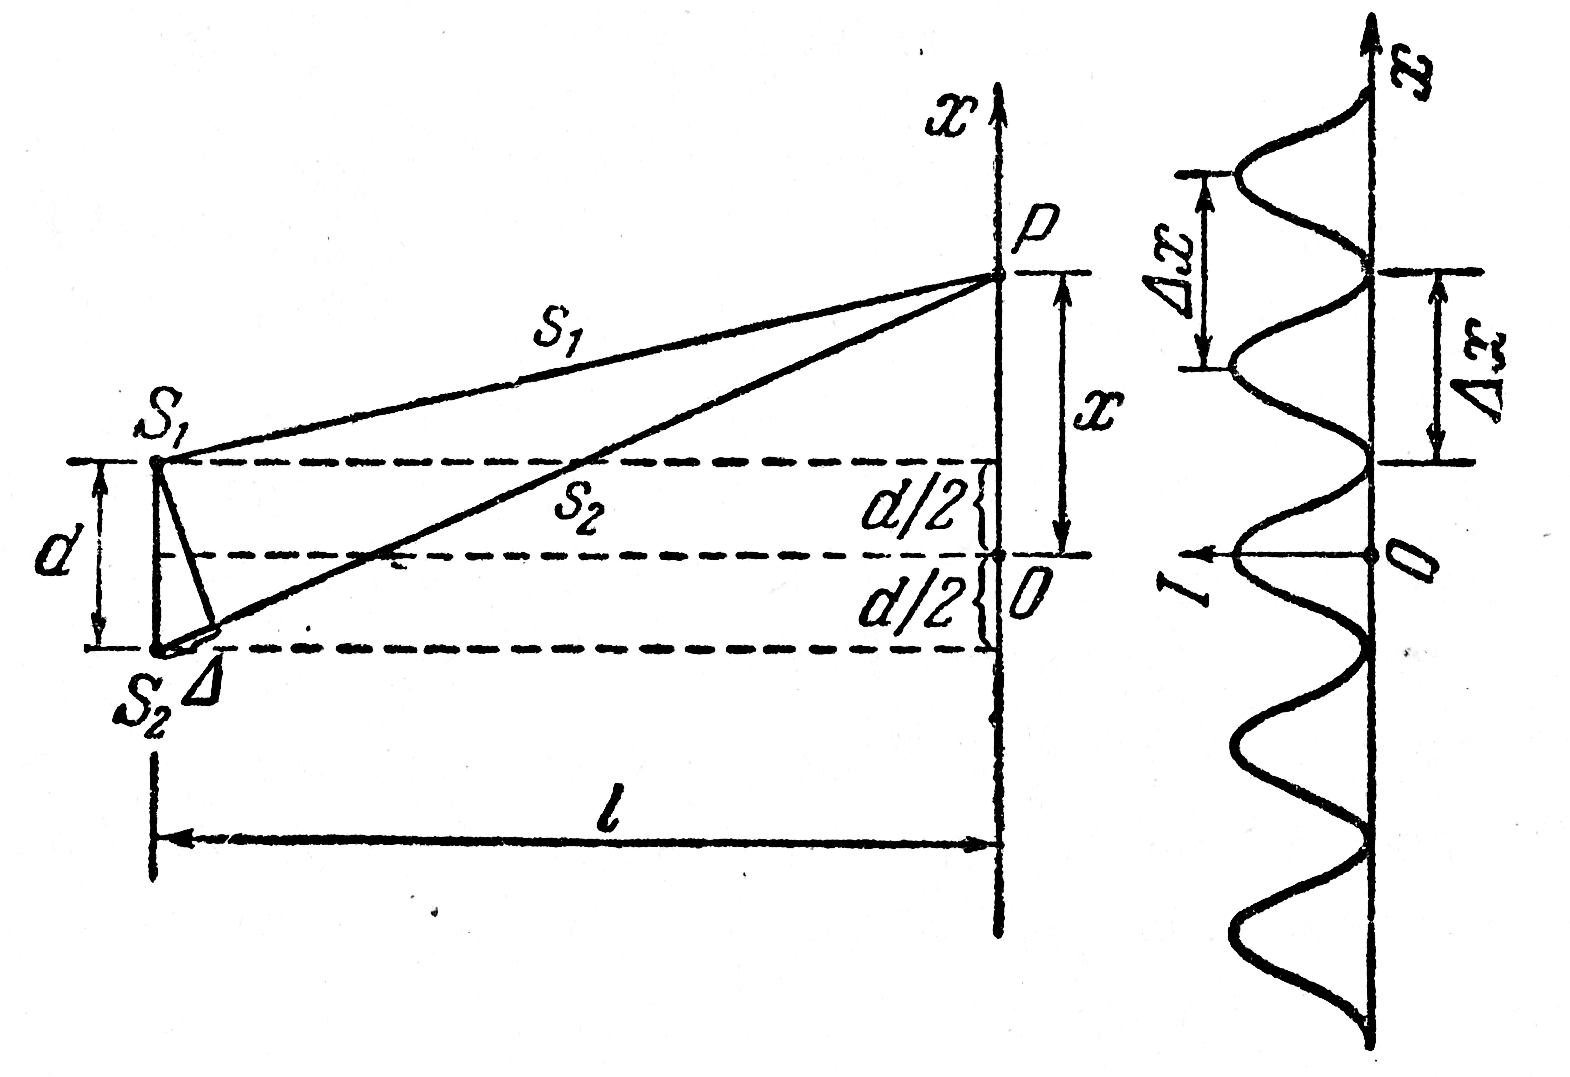 x
x
P
Δx
s₁
Δx
S₁
x
s₂
d/2
d
O
I
d/2
O
S₂ Δ
l